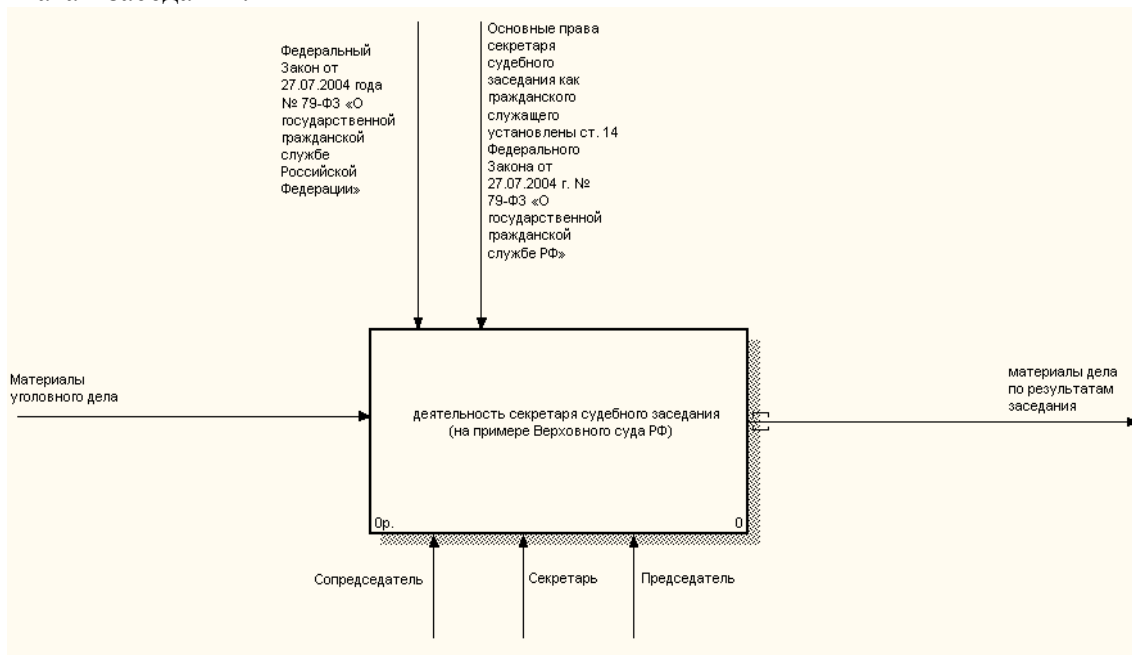 Федеральный
Закон от
27.07.2004 года
№ 79-ФЗ «О
государственной
гражданской
службе
Российской
Федерации»
Основные права
секретаря
судебного
заседания как
гражданского
служащего
установлены ст. 14
Федерального
Закона от
27.07.2004 г. №
79-ФЗ «О
государственной
гражданской
службе РФ»
Материалы
уголовного дела
деятельность секретаря судебного заседания
(на примере Верховного суда РФ)
0р.
0
материалы дела
по результатам
заседания
Сопредседатель
Секретарь
Председатель